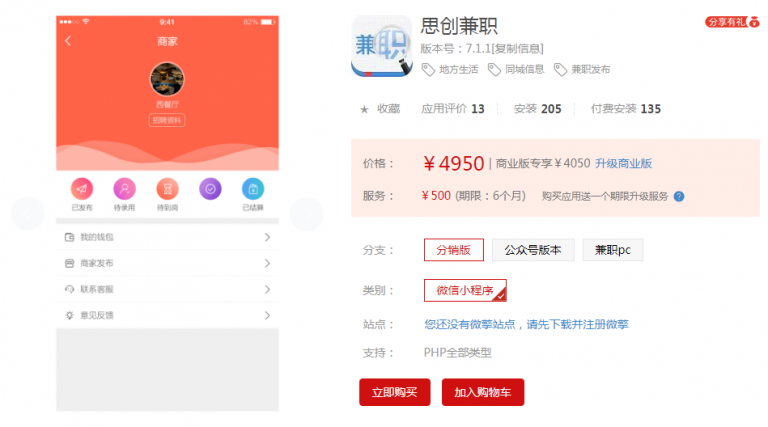 9:41
82%
商家
西餐厅
招聘资料
已发布
待录用
待到岗
已结算
我的钱包
商家发布
联系客服
意见反馈
兼职
思创兼职
分享有礼
版本号：7.1.1[复制信息]
地方生活 同城信息 兼职发布
★ 收藏 应用评价 13 安装 205 付费安装 135
价格： ￥4950 | 商业版专享￥4050 升级商业版
服务： ￥500 (期限：6个月) 购买应用送一个期限升级服务 ?
分支： 分销版 公众号版本 兼职pc
类别： 微信小程序
站点： 您还没有微擎站点，请先下载并注册微擎
支持： PHP全部类型
立即购买 加入购物车